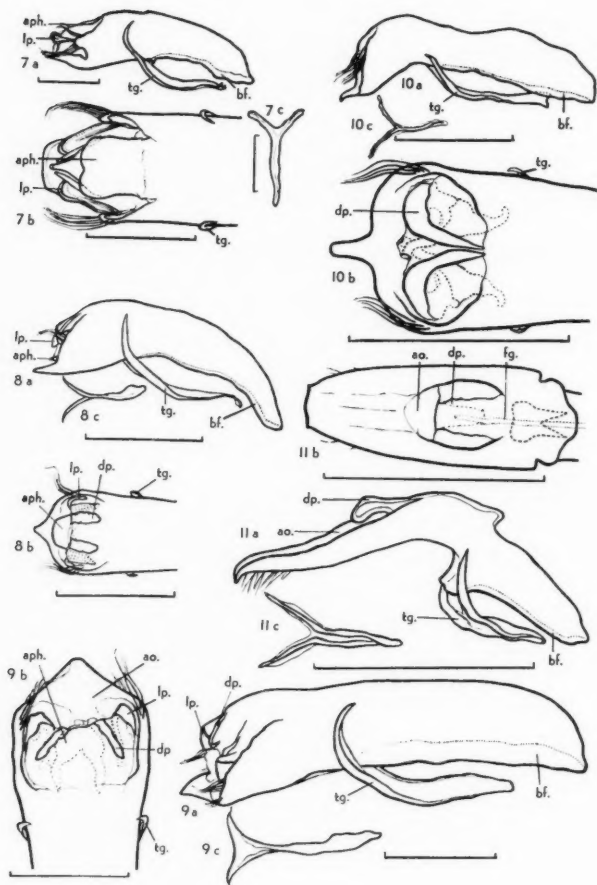 aph.
lp.
7 a
tg.
bf.
aph.
lp.
7 b
tg.
7 c
10 a
tg.
bf.
10 c
tg.
dp.
10 b
lp.
aph.
8 a
8 c
tg.
bf.
ao.
dp.
fg.
11 b
lp.
dp.
tg.
aph.
8 b
dp.
ao.
11 a
tg.
11 c
bf.
aph.
9 b
ao.
lp.
dp
tg.
dp.
lp.
9 a
tg.
bf.
9 c